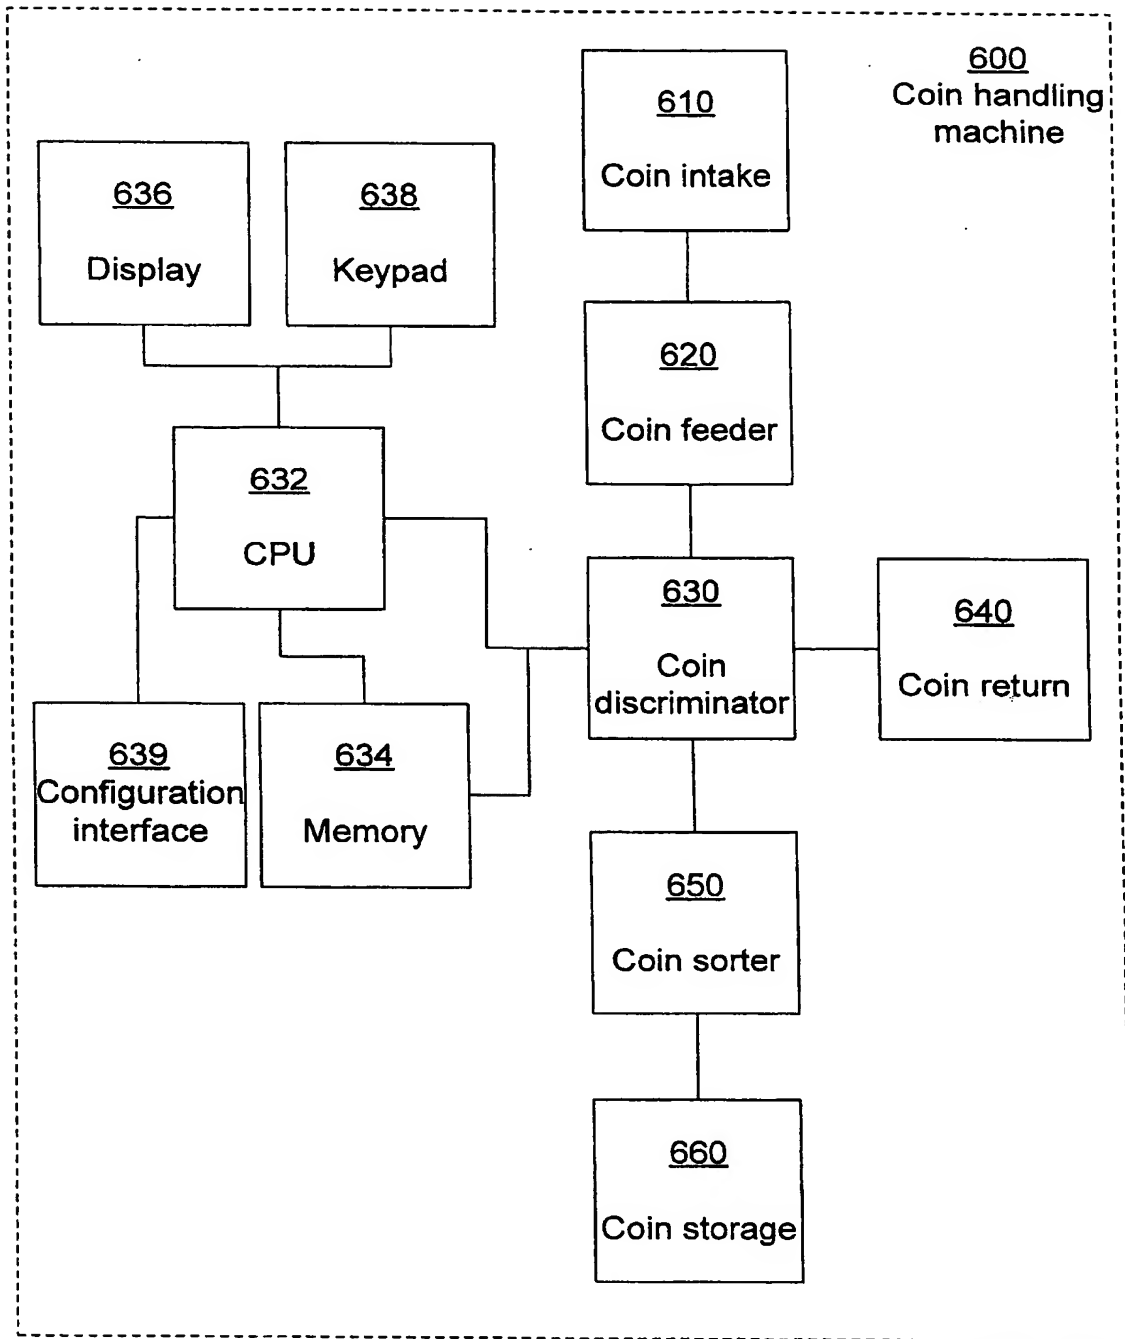 600
Coin handling
machine
610
Coin intake
636
Display
638
Keypad
620
Coin feeder
632
CPU
630
Coin
discriminator
640
Coin return
639
Configuration
interface
634
Memory
650
Coin sorter
660
Coin storage